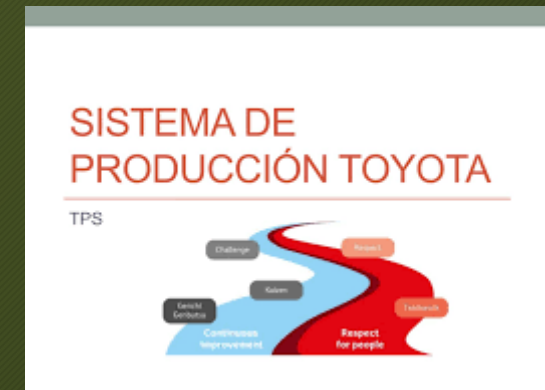 SISTEMA DE
PRODUCCIÓN TOYOTA
TPS
Challenge
Respect
Kaizen
Genchi
Genbutsu
Teamwork
Continuous
Improvement
Respect
for people